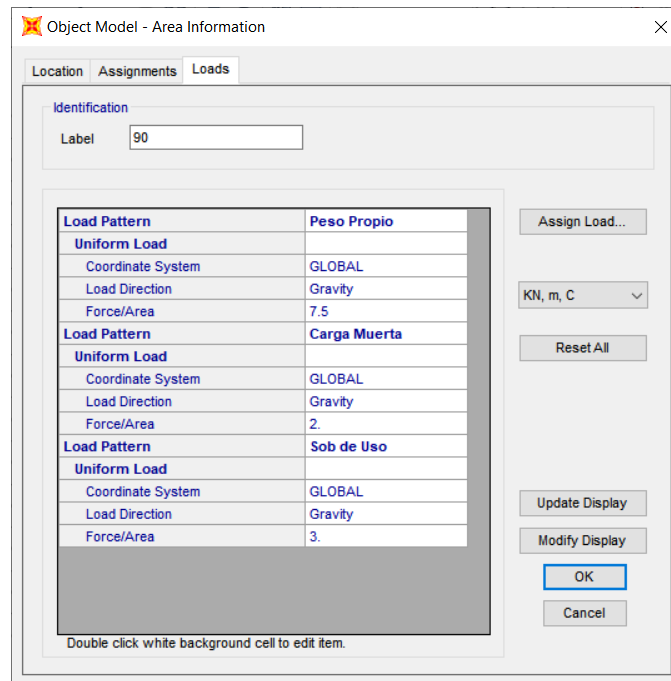 Object Model - Area Information
Location Assignments Loads
Identification
Label 90
Load Pattern Peso Propio
Uniform Load
Coordinate System GLOBAL
Load Direction Gravity
Force/Area 7.5
Load Pattern Carga Muerta
Uniform Load
Coordinate System GLOBAL
Load Direction Gravity
Force/Area 2.
Load Pattern Sob de Uso
Uniform Load
Coordinate System GLOBAL
Load Direction Gravity
Force/Area 3.
Double click white background cell to edit item.
Assign Load...
KN, m, C
Reset All
Update Display
Modify Display
OK
Cancel